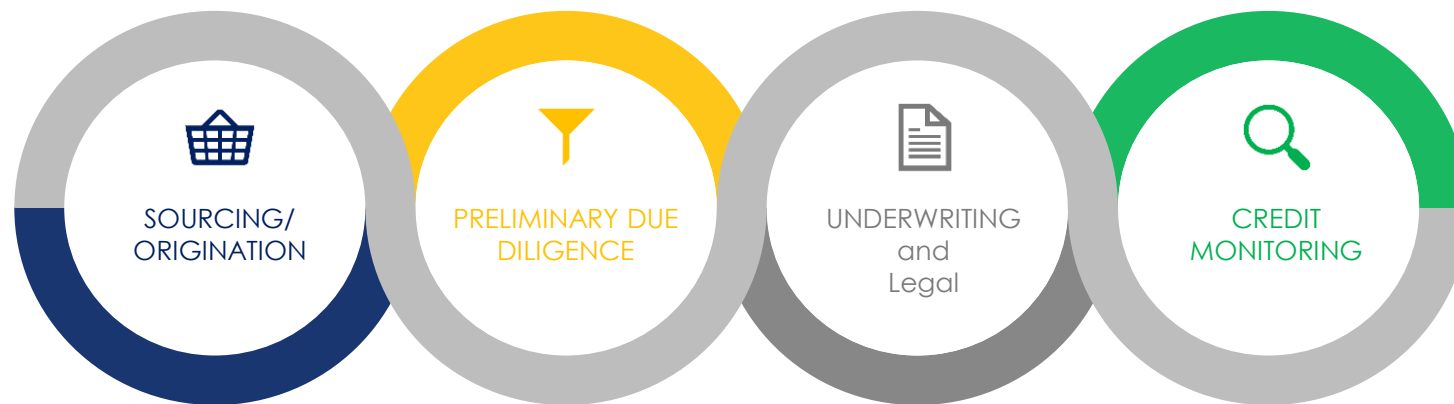 SOURCING/
ORIGINATION
PRELIMINARY DUE
DILIGENCE
UNDERWRITING
and
Legal
CREDIT
MONITORING